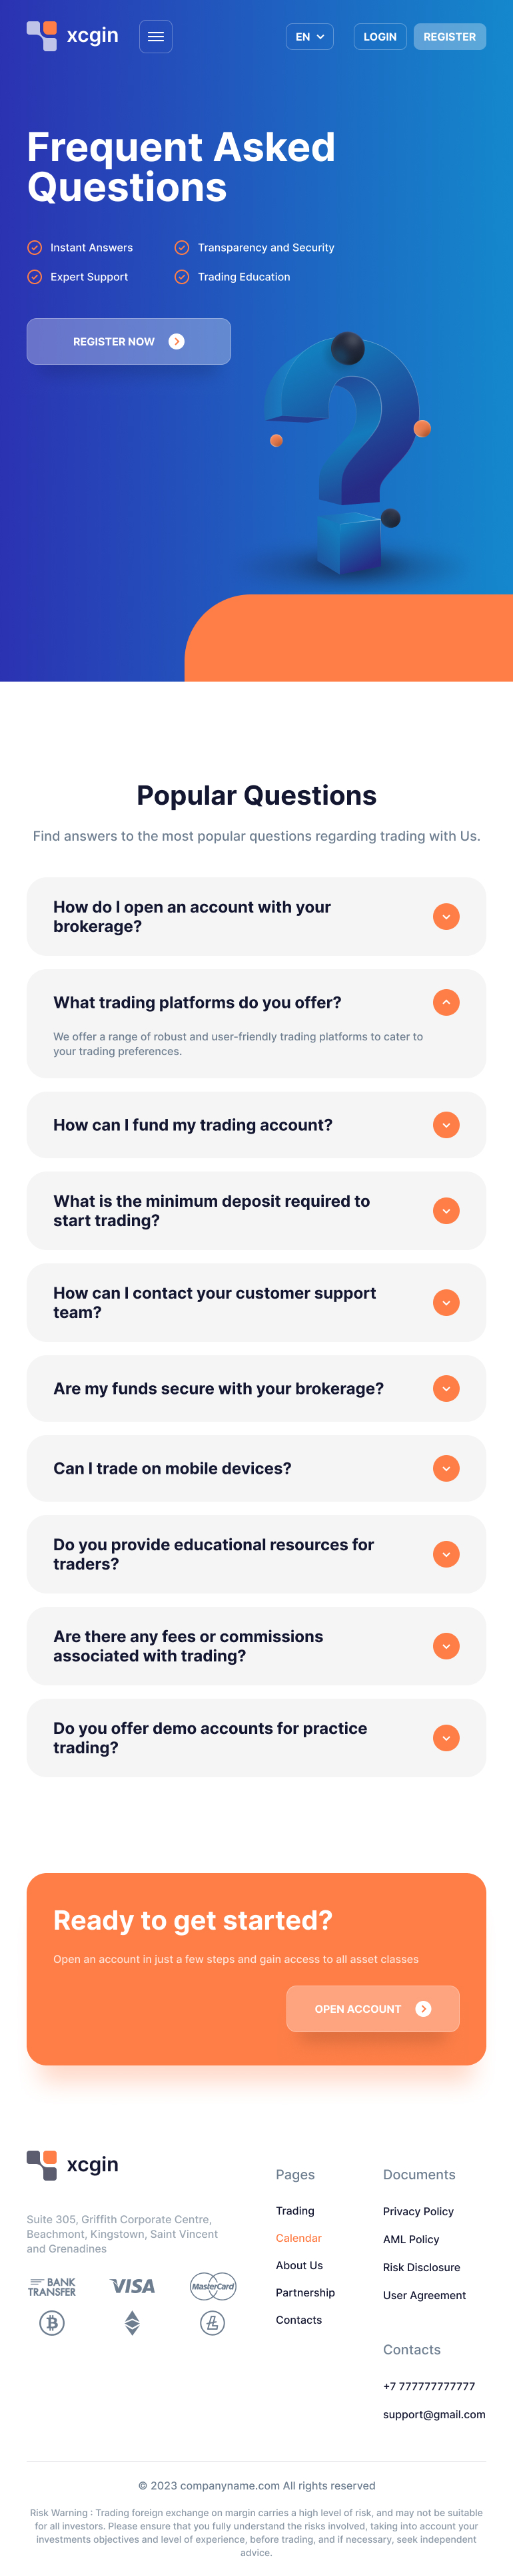 xcgin
EN
LOGIN
REGISTER
Frequent Asked
Questions
Instant Answers
Transparency and Security
Expert Support
Trading Education
REGISTER NOW
Popular Questions
Find answers to the most popular questions regarding trading with Us.
How do I open an account with your
brokerage?
What trading platforms do you offer?
We offer a range of robust and user-friendly trading platforms to cater to
your trading preferences.
How can I fund my trading account?
What is the minimum deposit required to
start trading?
How can I contact your customer support
team?
Are my funds secure with your brokerage?
Can I trade on mobile devices?
Do you provide educational resources for
traders?
Are there any fees or commissions
associated with trading?
Do you offer demo accounts for practice
trading?
Ready to get started?
Open an account in just a few steps and gain access to all asset classes
OPEN ACCOUNT
xcgin
Suite 305, Griffith Corporate Centre,
Beachmont, Kingstown, Saint Vincent
and Grenadines
BANK
TRANSFER
VISA
MasterCard
Pages
Trading
Calendar
About Us
Partnership
Contacts
Documents
Privacy Policy
AML Policy
Risk Disclosure
User Agreement
Contacts
+7 777777777777
support@gmail.com
© 2023 companyname.com All rights reserved
Risk Warning : Trading foreign exchange on margin carries a high level of risk, and may not be suitable
for all investors. Please ensure that you fully understand the risks involved, taking into account your
investments objectives and level of experience, before trading, and if necessary, seek independent
advice.